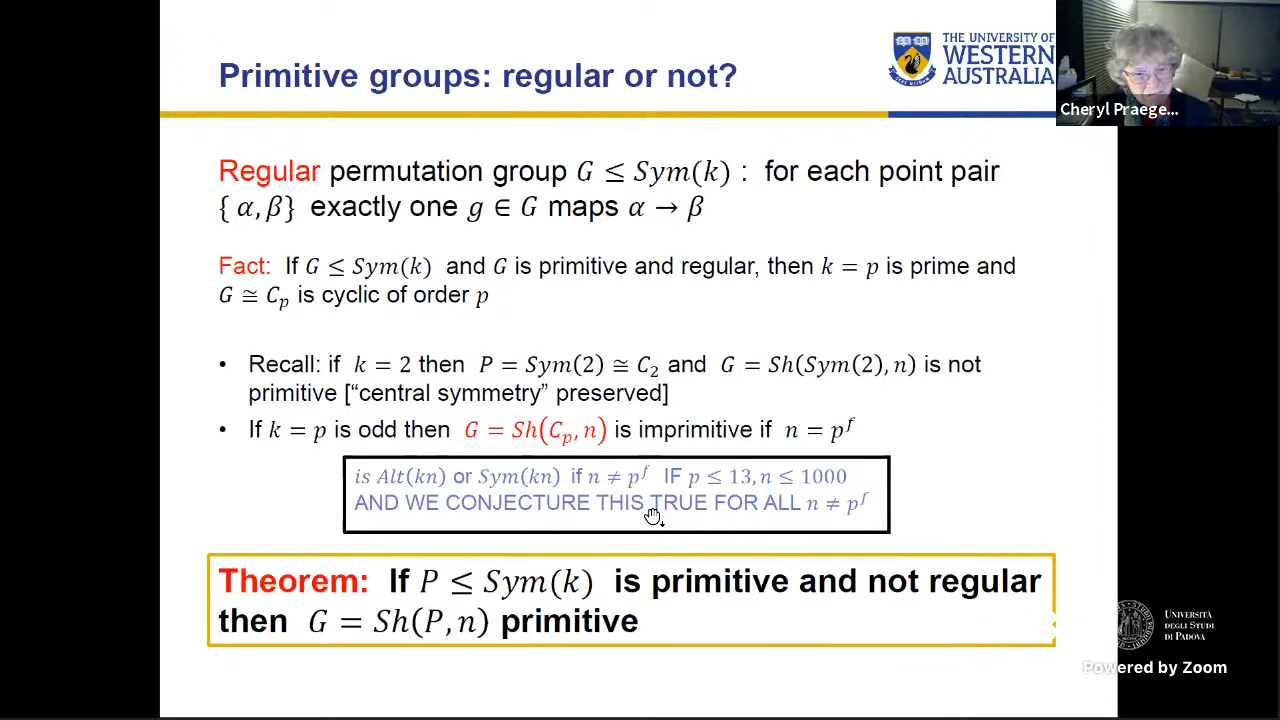 Primitive groups: regular or not?
THE UNIVERSITY OF
WESTERN
AUSTRALIA
Cheryl Praege...
Regular permutation group G ≤ Sym(k) : for each point pair
{ α, β} exactly one g ∈ G maps α → β
Fact: If G ≤ Sym(k) and G is primitive and regular, then k = p is prime and
G ≅ C_p is cyclic of order p
• Recall: if k = 2 then P = Sym(2) ≅ C_2 and G = Sh(Sym(2), n) is not
primitive [“central symmetry” preserved]
• If k = p is odd then G = Sh(C_p, n) is imprimitive if n = p^f
is Alt(kn) or Sym(kn) if n ≠ p^f IF p ≤ 13, n ≤ 1000
AND WE CONJECTURE THIS TRUE FOR ALL n ≠ p^f
Theorem: If P ≤ Sym(k) is primitive and not regular
then G = Sh(P, n) primitive
UNIVERSITÀ
DEGLI STUDI
DI PADOVA
Powered by Zoom